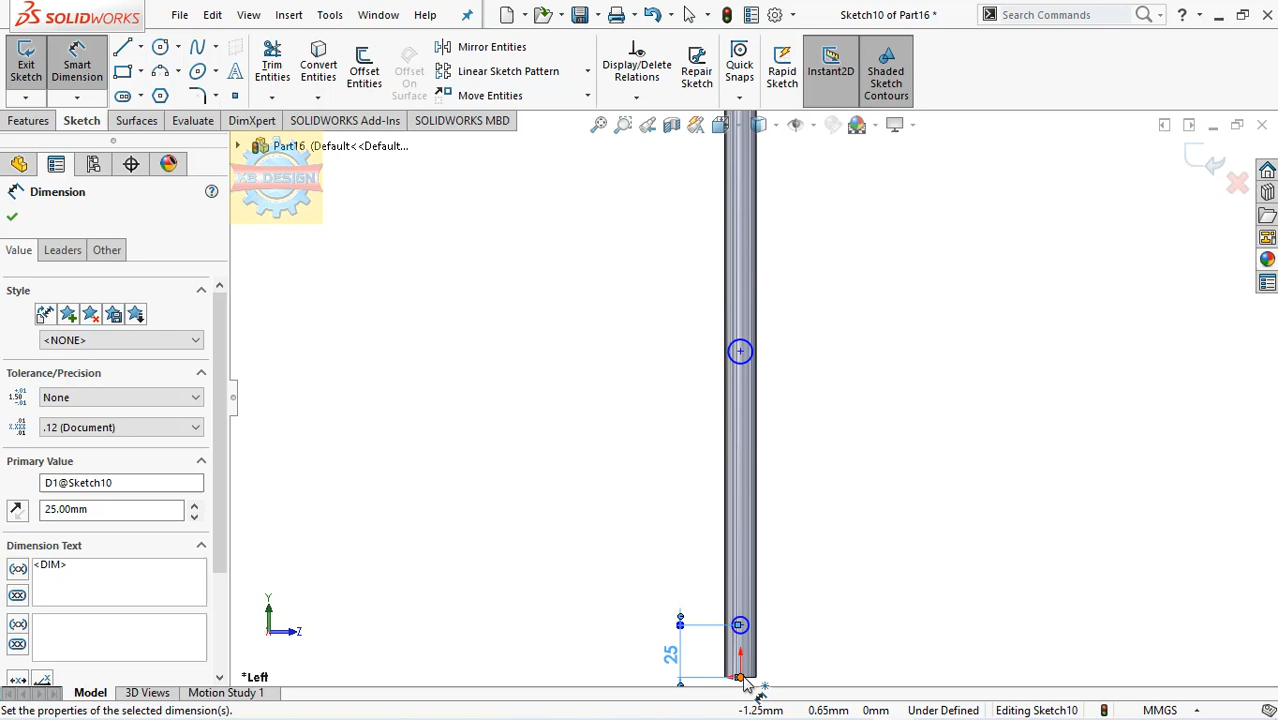 SOLIDWORKS
File
Edit
View
Insert
Tools
Window
Help
Sketch10 of Part16 *
Search Commands
?
Exit Sketch
Smart Dimension
Trim Entities
Convert Entities
Offset Entities
Offset On Surface
Mirror Entities
Linear Sketch Pattern
Move Entities
Display/Delete Relations
Repair Sketch
Quick Snaps
Rapid Sketch
Instant2D
Shaded Sketch Contours
Features
Sketch
Surfaces
Evaluate
DimXpert
SOLIDWORKS Add-Ins
SOLIDWORKS MBD
Part16 (Default<<Default...
KB DESIGN
Dimension
Value
Leaders
Other
Style
<NONE>
Tolerance/Precision
None
.12 (Document)
Primary Value
D1@Sketch10
25.00mm
Dimension Text
<DIM>
25
Y
Z
*Left
Model
3D Views
Motion Study 1
Set the properties of the selected dimension(s).
-1.25mm
0.65mm
0mm
Under Defined
Editing Sketch10
MMGS